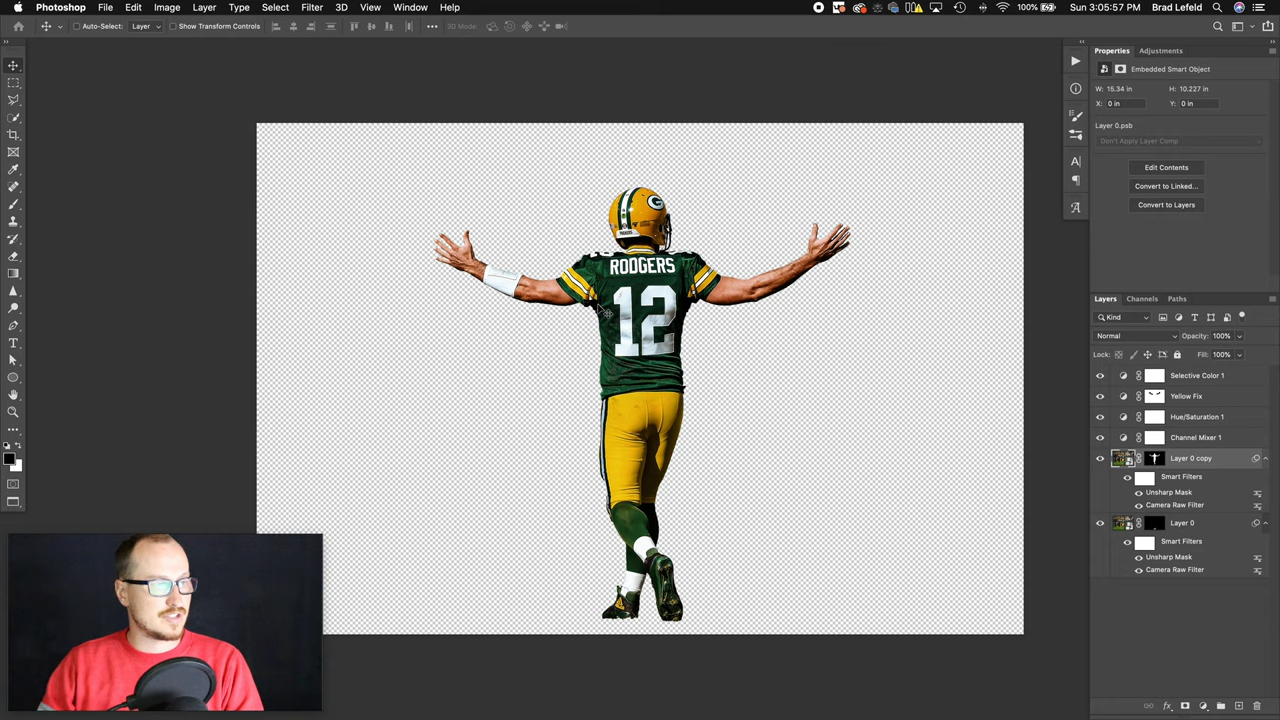 Photoshop File Edit Image Layer Type Select Filter 3D View Window Help 100% Sun 3:05:57 PM Brad Lefeld
Auto-Select: Layer Show Transform Controls 3D Mode:
Properties Adjustments
Embedded Smart Object
W: 15.34 in H: 10.227 in
X: 0 in Y: 0 in
Layer 0.psb
Don't Apply Layer Comp
Edit Contents
Convert to Linked...
Convert to Layers
G
PACKERS
RODGERS
12
Layers Channels Paths
Kind
Normal Opacity: 100%
Lock: Fill: 100%
Selective Color 1
Yellow Fix
Hue/Saturation 1
Channel Mixer 1
Layer 0 copy
Smart Filters
Unsharp Mask
Camera Raw Filter
Layer 0
Smart Filters
Unsharp Mask
Camera Raw Filter
fx